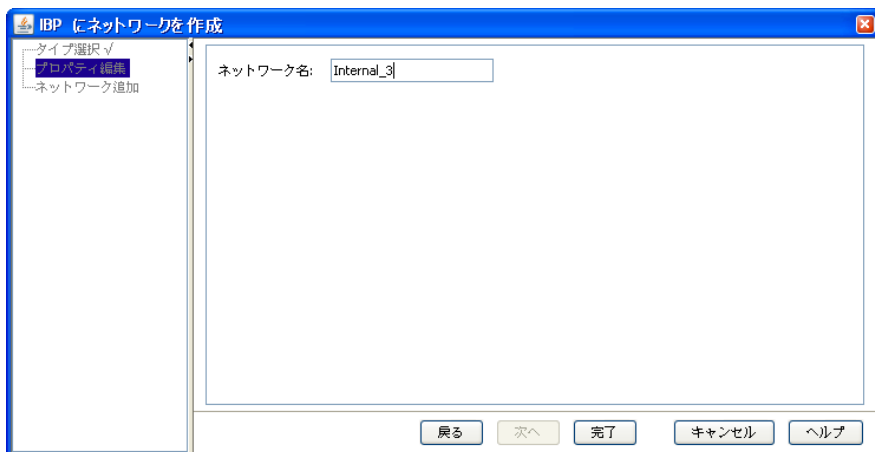 IBP にネットワークを作成
タイプ選択 √
プロパティ編集
ネットワーク追加
ネットワーク名: Internal_3
戻る 次へ 完了 キャンセル ヘルプ